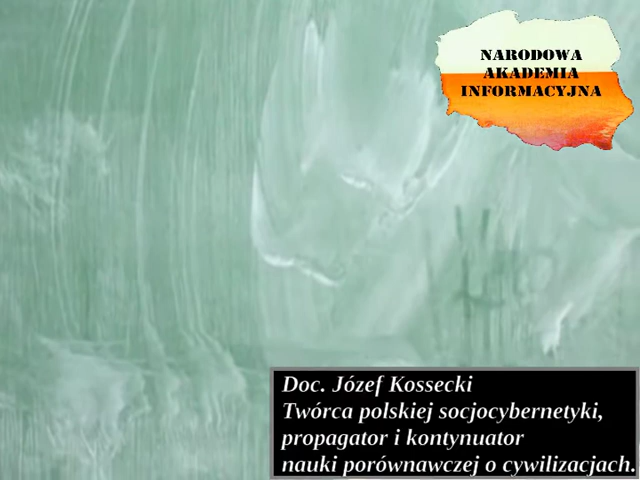 NARODOWA
AKADEMIA
INFORMACYJNA
Doc. Józef Kossecki
Twórca polskiej socjocybernetyki,
propagator i kontynuator
nauki porównawczej o cywilizacjach.